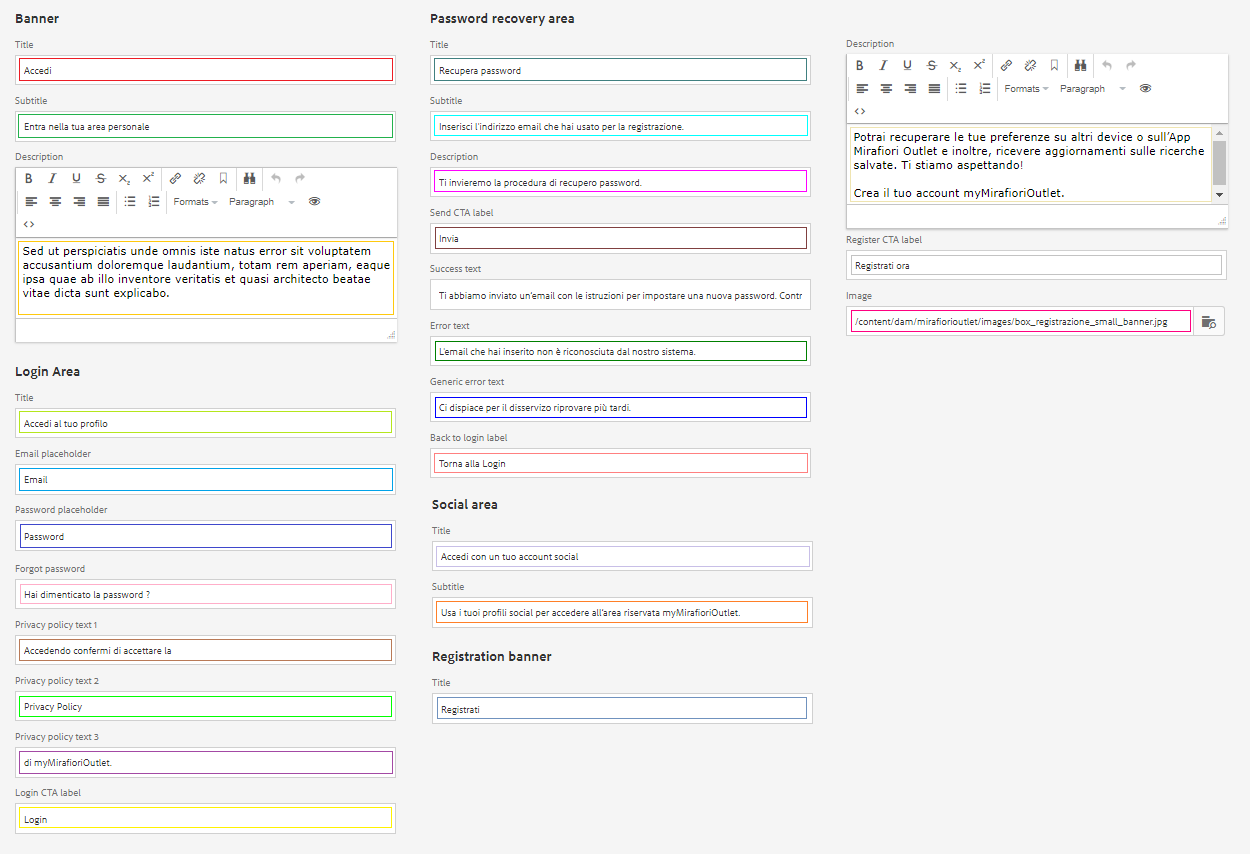 Banner
Title
Accedi
Subtitle
Entra nella tua area personale
Description
B I U S X₂ X²
Formats Paragraph
<>
Sed ut perspiciatis unde omnis iste natus error sit voluptatem
accusantium doloremque laudantium, totam rem aperiam, eaque
ipsa quae ab illo inventore veritatis et quasi architecto beatae
vitae dicta sunt explicabo.
Login Area
Title
Accedi al tuo profilo
Email placeholder
Email
Password placeholder
Password
Forgot password
Hai dimenticato la password ?
Privacy policy text 1
Accedendo confermi di accettare la
Privacy policy text 2
Privacy Policy
Privacy policy text 3
di myMirafioriOutlet.
Login CTA label
Login
Password recovery area
Title
Recupera password
Subtitle
Inserisci l'indirizzo email che hai usato per la registrazione.
Description
Ti invieremo la procedura di recupero password.
Send CTA label
Invia
Success text
Ti abbiamo inviato un'email con le istruzioni per impostare una nuova password. Contr
Error text
L'email che hai inserito non è riconosciuta dal nostro sistema.
Generic error text
Ci dispiace per il disservizo riprovare più tardi.
Back to login label
Torna alla Login
Social area
Title
Accedi con un tuo account social
Subtitle
Usa i tuoi profili social per accedere all'area riservata myMirafioriOutlet.
Registration banner
Title
Registrati
Description
B I U S X₂ X²
Formats Paragraph
<>
Potrai recuperare le tue preferenze su altri device o sull'App
Mirafiori Outlet e inoltre, ricevere aggiornamenti sulle ricerche
salvate. Ti stiamo aspettando!
Crea il tuo account myMirafioriOutlet.
Register CTA label
Registrati ora
Image
/content/dam/mirafiorioutlet/images/box_registrazione_small_banner.jpg